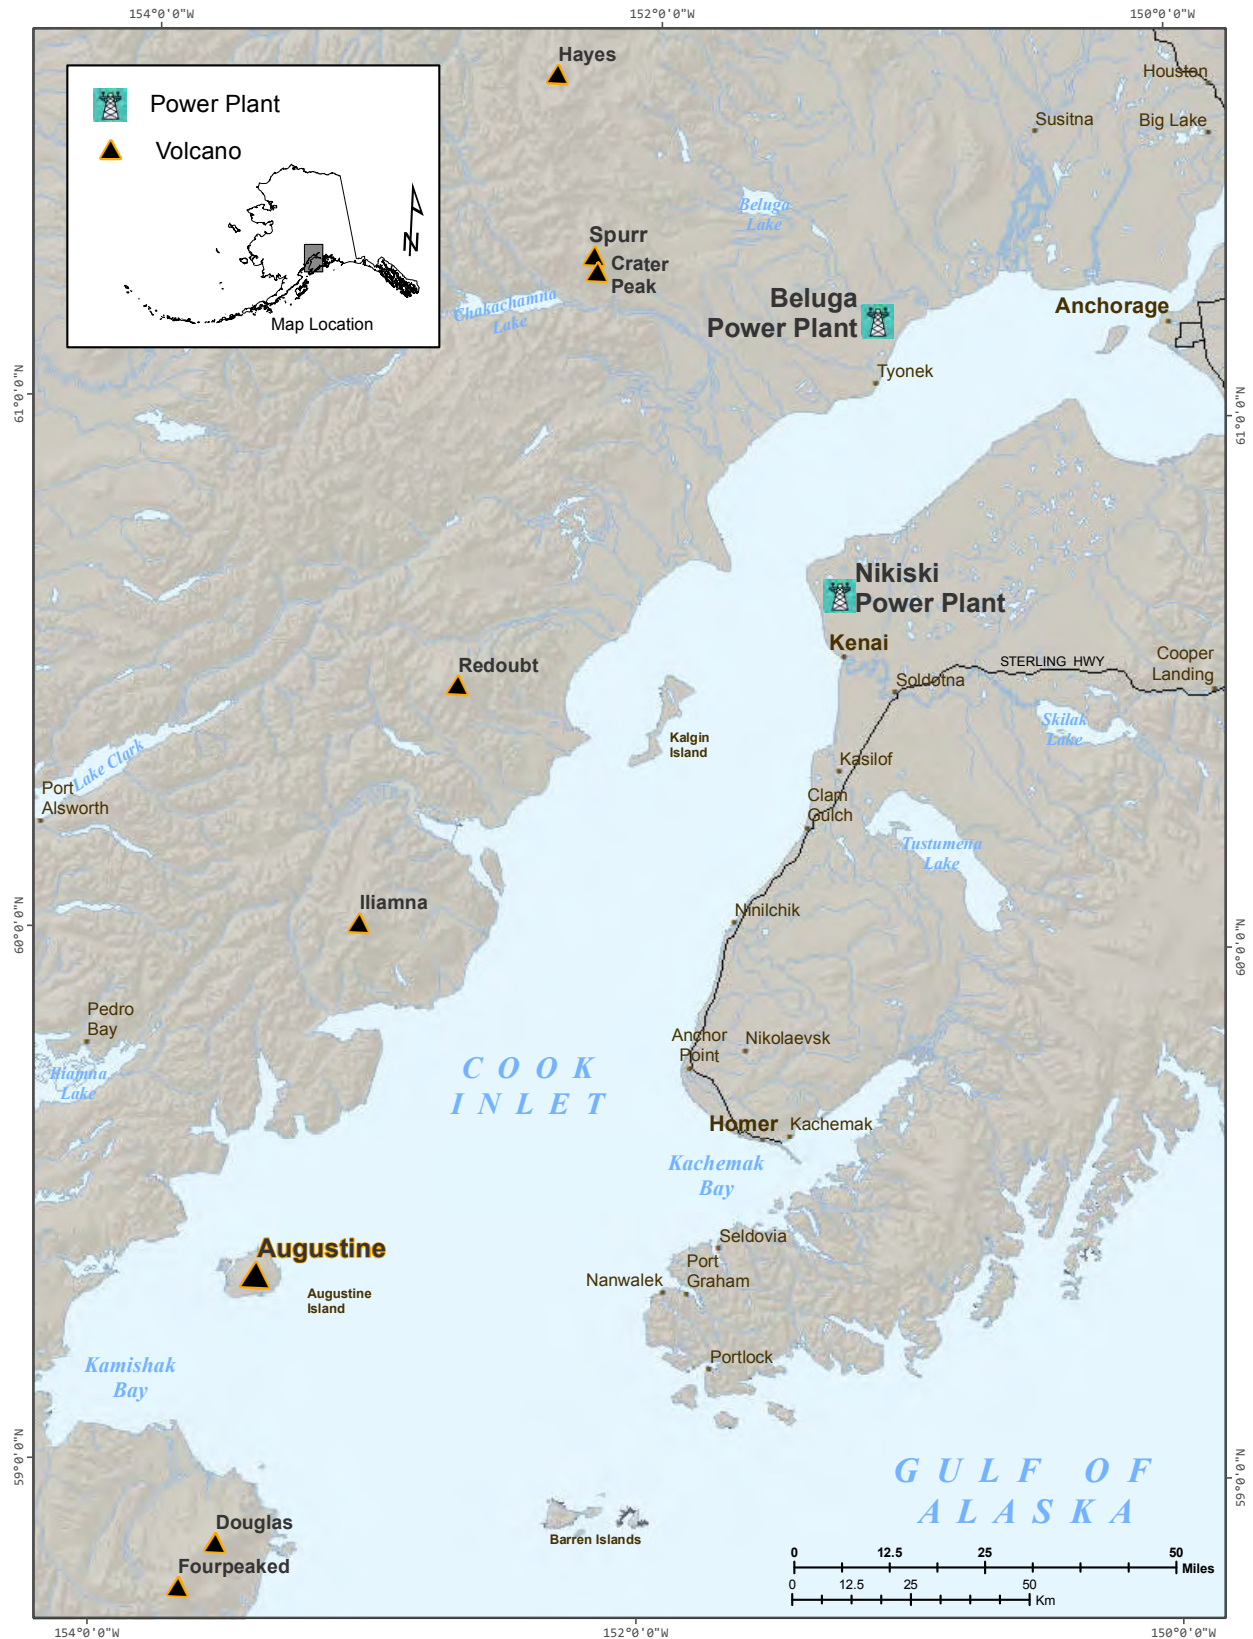 154°0'0"W
152°0'0"W
150°0'0"W
Power Plant
Volcano
Map Location
N
Hayes
Houston
Susitna
Big Lake
Beluga
Lake
Spurr
Crater
Peak
Chakachamna
Lake
Beluga
Power Plant
Anchorage
Tyonek
61°0'0"N
61°0'0"N
Nikiski
Power Plant
Kenai
STERLING HWY
Cooper
Landing
Redoubt
Soldotna
Skilak
Lake
Kalgin
Island
Lake Clark
Port
Alsworth
Kasilof
Clam
Gulch
Tustumena
Lake
Iliamna
Ninilchik
60°0'0"N
60°0'0"N
Pedro
Bay
Iliamna
Lake
Anchor
Point
Nikolaevsk
COOK
INLET
Homer
Kachemak
Kachemak
Bay
Seldovia
Port
Graham
Nanwalek
Augustine
Augustine
Island
Portlock
Kamishak
Bay
59°0'0"N
59°0'0"N
GULF OF
ALASKA
Douglas
Fourpeaked
Barren Islands
0 12.5 25 50
Miles
0 12.5 25 50
Km
154°0'0"W
152°0'0"W
150°0'0"W